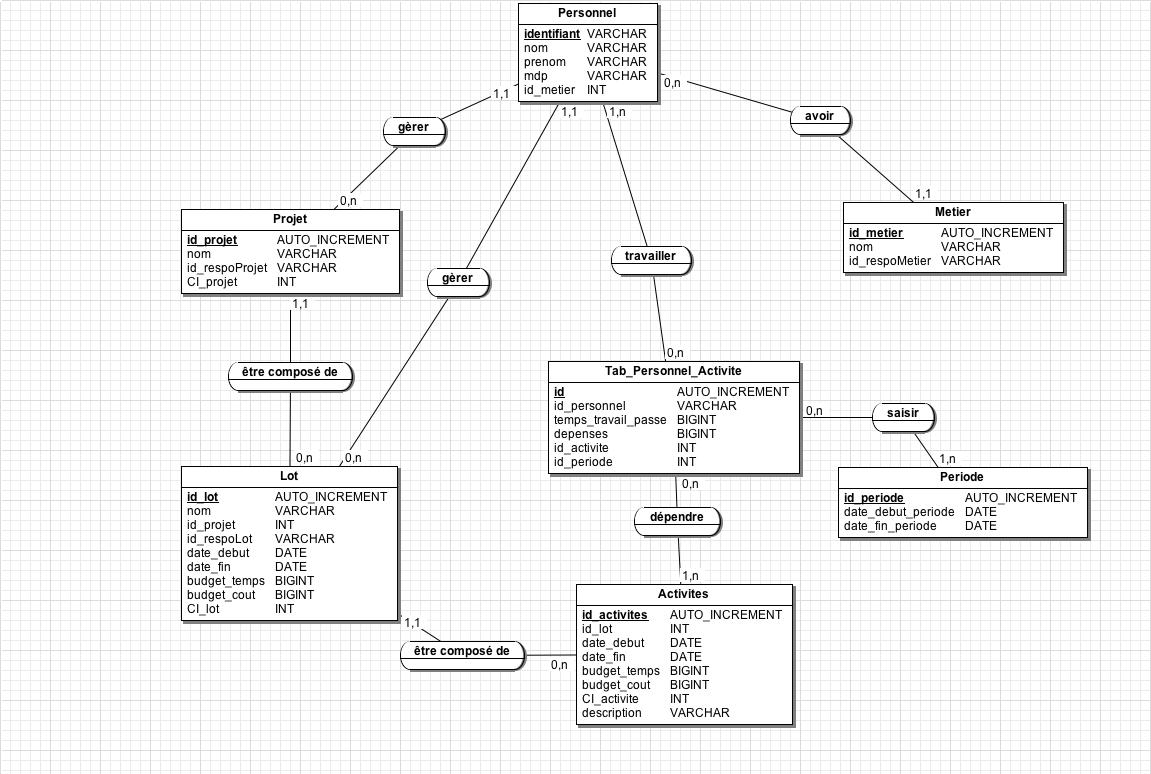 Personnel
identifiant VARCHAR
nom VARCHAR
prenom VARCHAR
mdp VARCHAR
id_metier INT
1,1
1,1
1,n
0,n
gèrer
avoir
0,n
1,1
Projet
id_projet AUTO_INCREMENT
nom VARCHAR
id_respoProjet VARCHAR
CI_projet INT
Metier
id_metier AUTO_INCREMENT
nom VARCHAR
id_respoMetier VARCHAR
gèrer
travailler
1,1
être composé de
0,n
0,n
0,n
Tab_Personnel_Activite
id AUTO_INCREMENT
id_personnel VARCHAR
temps_travail_passe BIGINT
depenses BIGINT
id_activite INT
id_periode INT
0,n
saisir
1,n
Periode
id_periode AUTO_INCREMENT
date_debut_periode DATE
date_fin_periode DATE
Lot
id_lot AUTO_INCREMENT
nom VARCHAR
id_projet INT
id_respoLot VARCHAR
date_debut DATE
date_fin DATE
budget_temps BIGINT
budget_cout BIGINT
CI_lot INT
0,n
dépendre
1,n
1,1
être composé de
0,n
Activites
id_activites AUTO_INCREMENT
id_lot INT
date_debut DATE
date_fin DATE
budget_temps BIGINT
budget_cout BIGINT
CI_activite INT
description VARCHAR